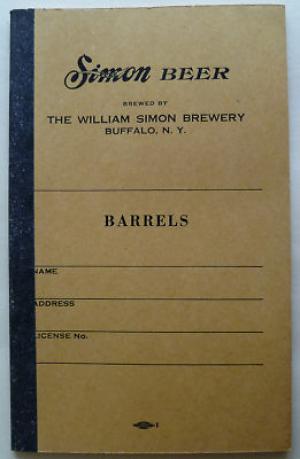 Simon BEER
BREWED BY
THE WILLIAM SIMON BREWERY
BUFFALO, N. Y.
BARRELS
NAME
ADDRESS
LICENSE No.